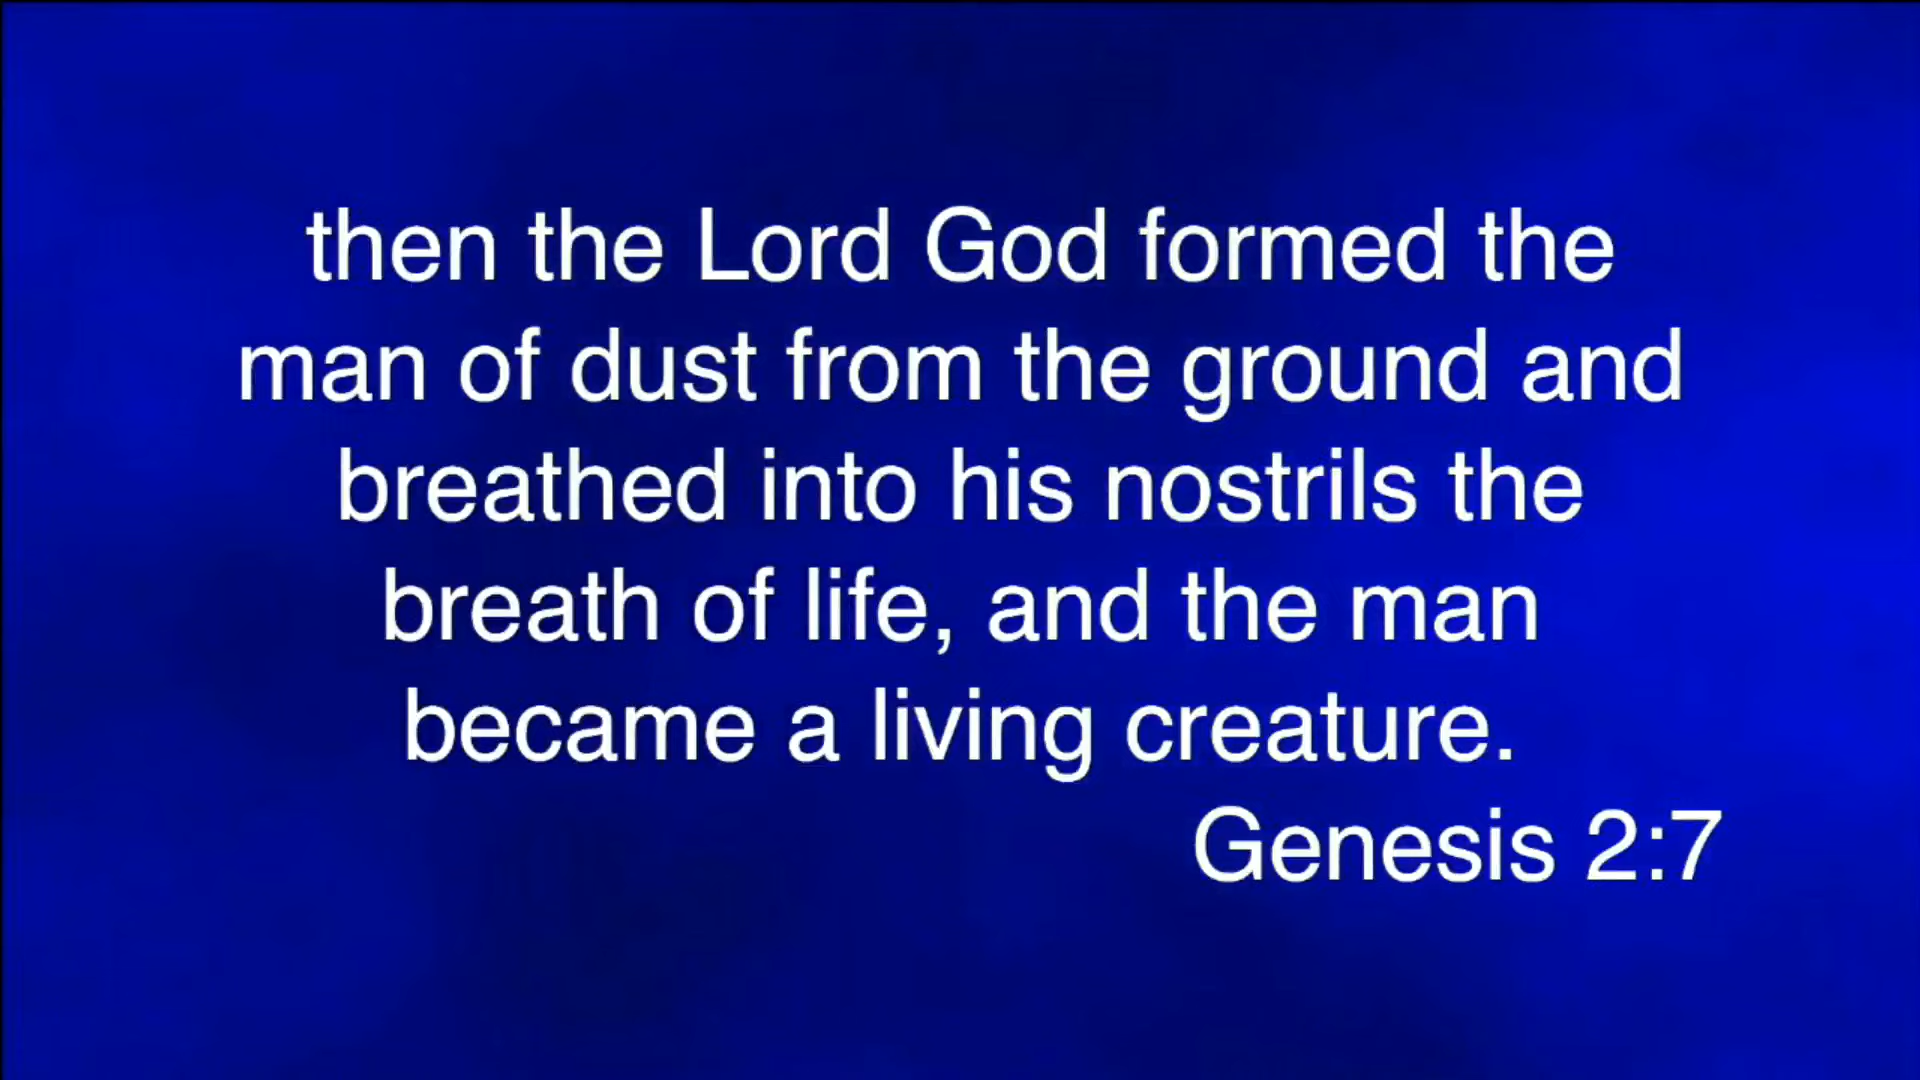 then the Lord God formed the
man of dust from the ground and
breathed into his nostrils the
breath of life, and the man
became a living creature.
Genesis 2:7